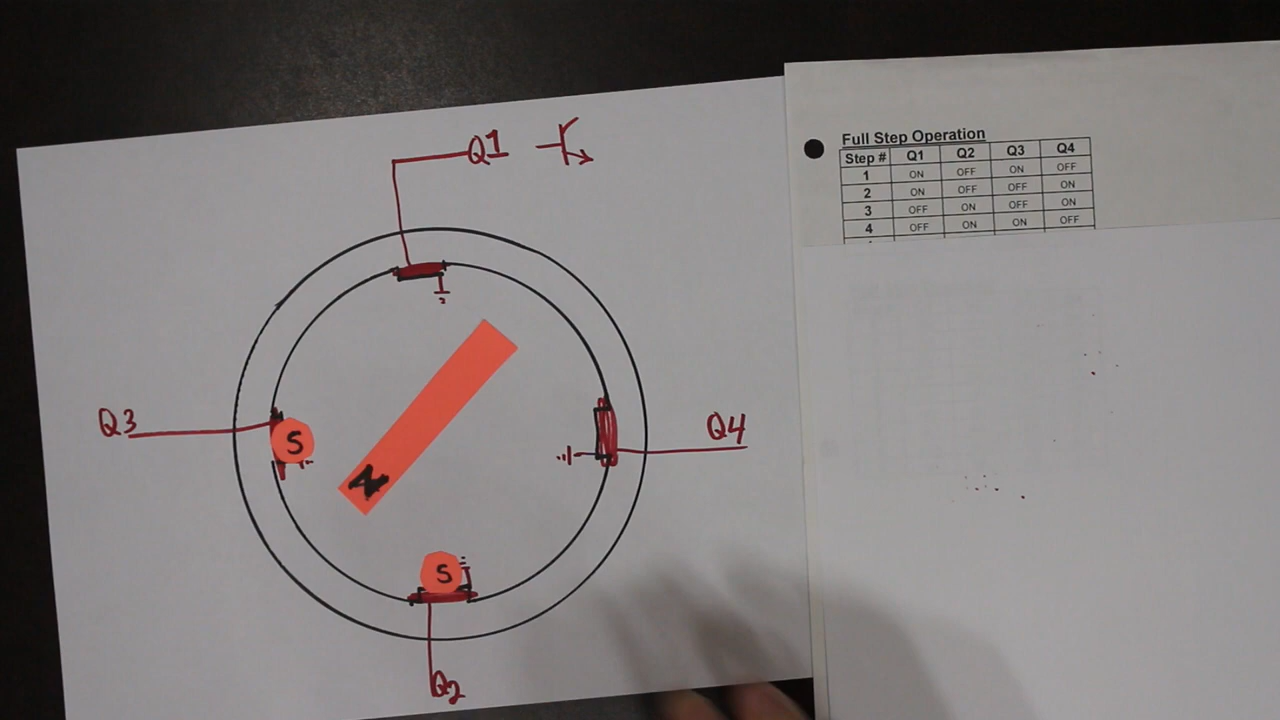 Q1
Q3
S
N
Q4
S
Q2
Full Step Operation
Step # Q1 Q2 Q3 Q4
1 ON OFF ON OFF
2 ON OFF OFF ON
3 OFF ON OFF ON
4 OFF ON ON OFF